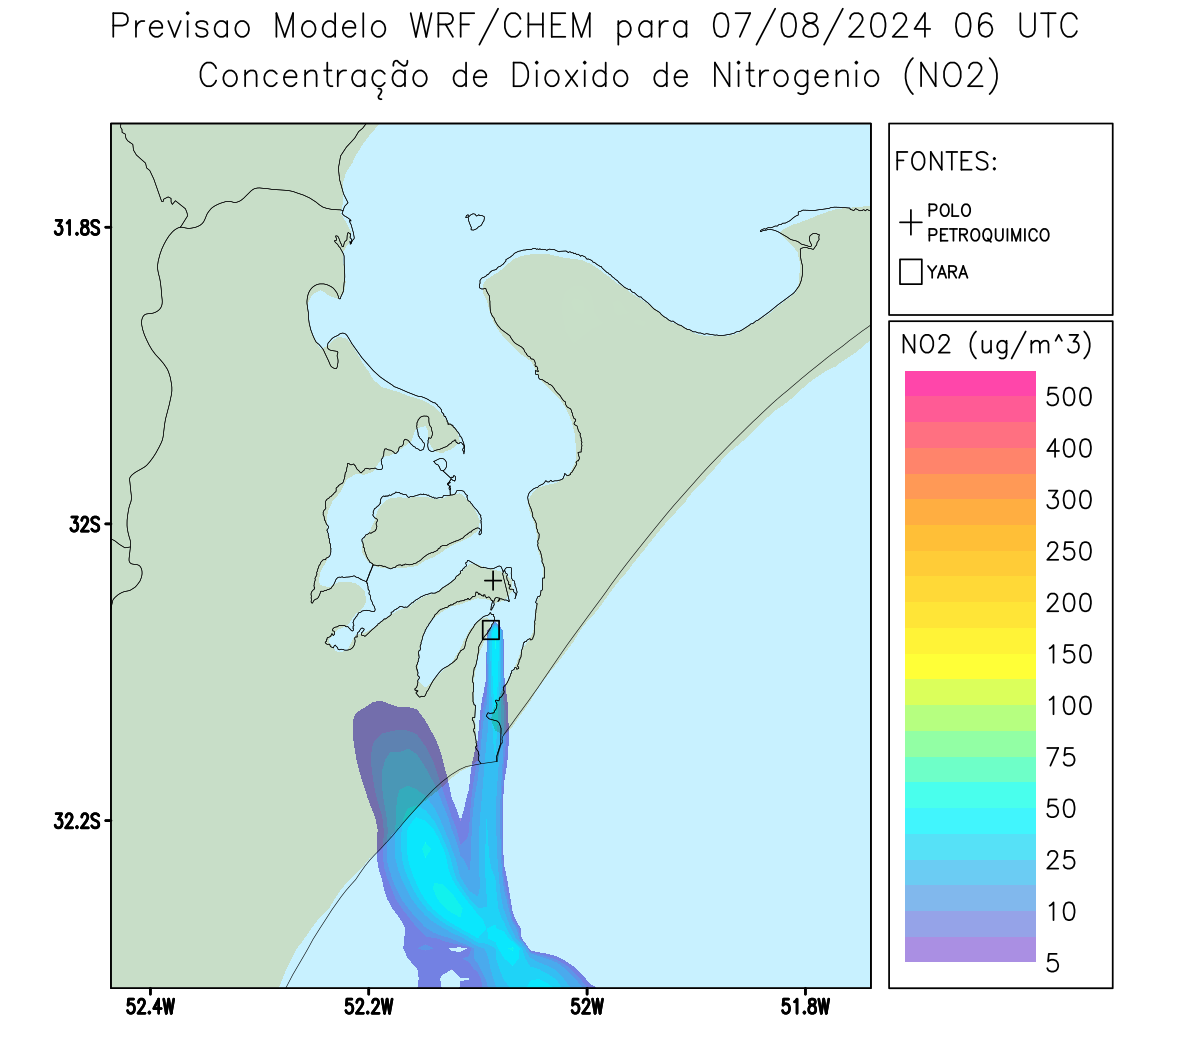 Previsao Modelo WRF/CHEM para 07/08/2024 06 UTC
Concentração de Dioxido de Nitrogenio (NO2)
FONTES:
POLO
PETROQUIMICO
YARA
31.8S
32S
32.2S
52.4W
52.2W
52W
51.8W
NO2 (ug/m^3)
500
400
300
250
200
150
100
75
50
25
10
5